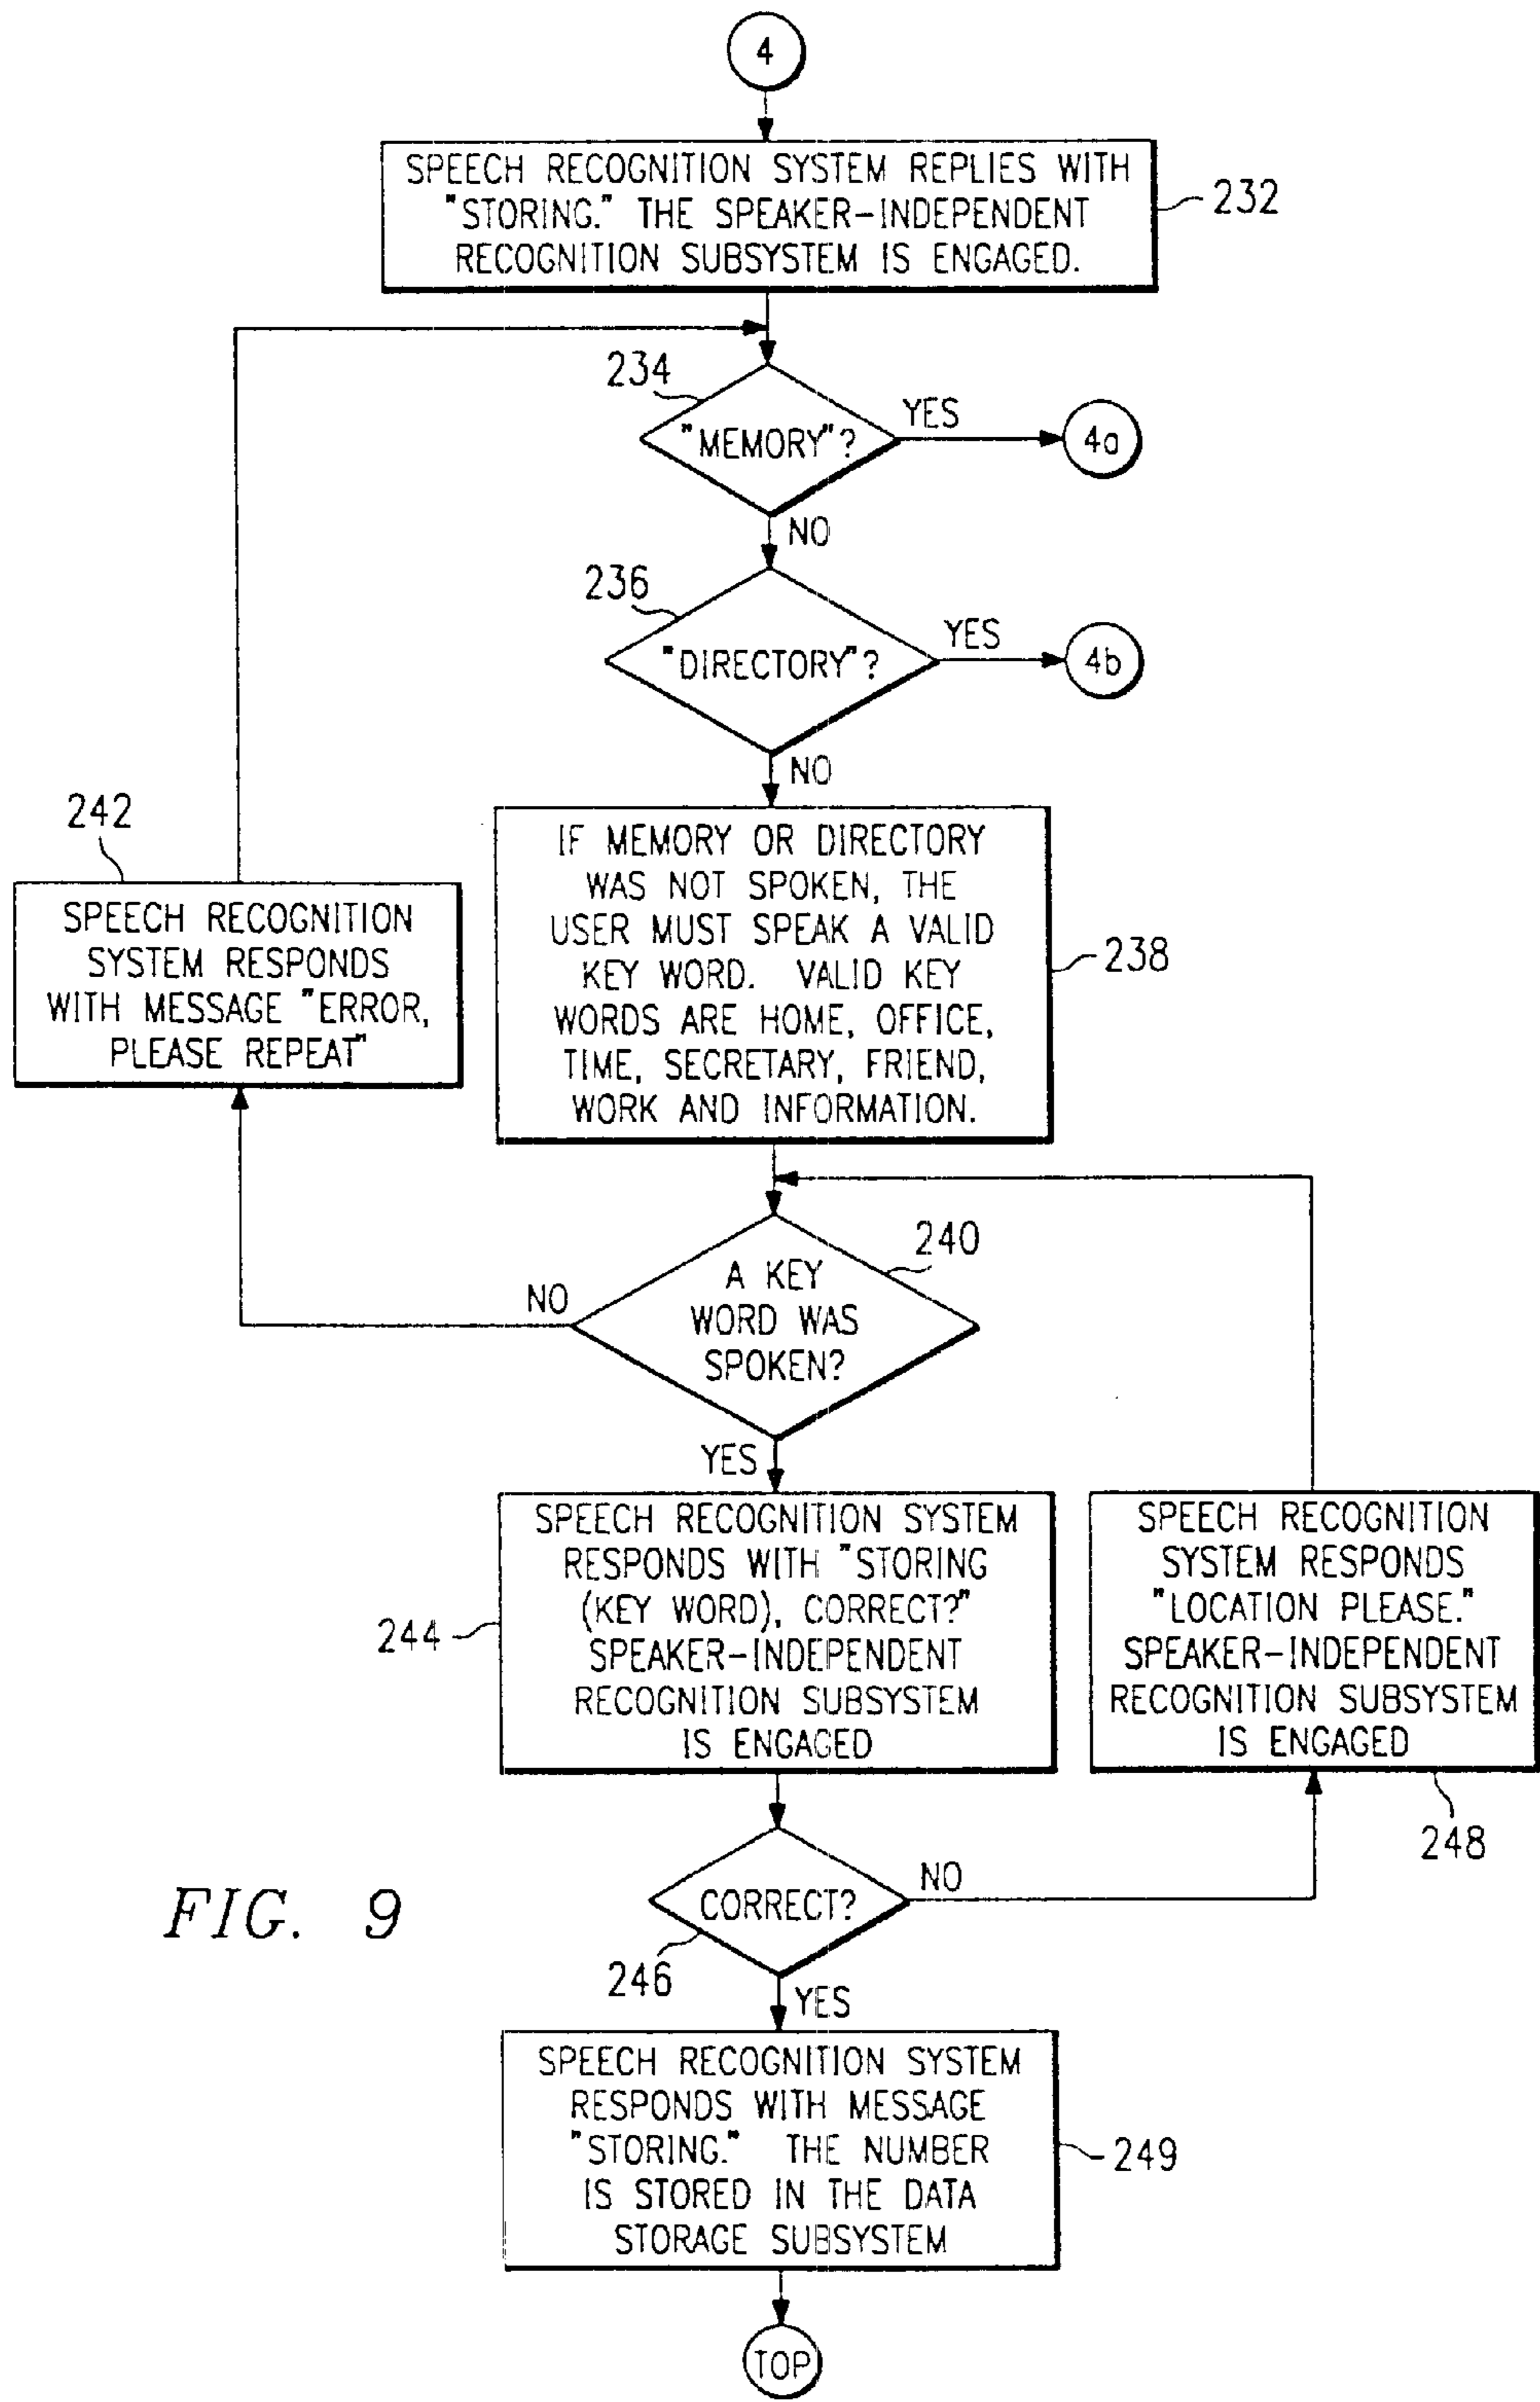 4
SPEECH RECOGNITION SYSTEM REPLIES WITH
"STORING." THE SPEAKER-INDEPENDENT
RECOGNITION SUBSYSTEM IS ENGAGED.
232
234
"MEMORY"?
YES
4a
NO
236
"DIRECTORY"?
YES
4b
NO
242
SPEECH RECOGNITION
SYSTEM RESPONDS
WITH MESSAGE "ERROR,
PLEASE REPEAT"
IF MEMORY OR DIRECTORY
WAS NOT SPOKEN, THE
USER MUST SPEAK A VALID
KEY WORD. VALID KEY
WORDS ARE HOME, OFFICE,
TIME, SECRETARY, FRIEND,
WORK AND INFORMATION.
238
240
A KEY
WORD WAS
SPOKEN?
NO
YES
SPEECH RECOGNITION SYSTEM
RESPONDS WITH "STORING
(KEY WORD), CORRECT?"
SPEAKER-INDEPENDENT
RECOGNITION SUBSYSTEM
IS ENGAGED
244
SPEECH RECOGNITION
SYSTEM RESPONDS
"LOCATION PLEASE."
SPEAKER-INDEPENDENT
RECOGNITION SUBSYSTEM
IS ENGAGED
248
CORRECT?
NO
246
YES
FIG. 9
SPEECH RECOGNITION SYSTEM
RESPONDS WITH MESSAGE
"STORING." THE NUMBER
IS STORED IN THE DATA
STORAGE SUBSYSTEM
249
TOP